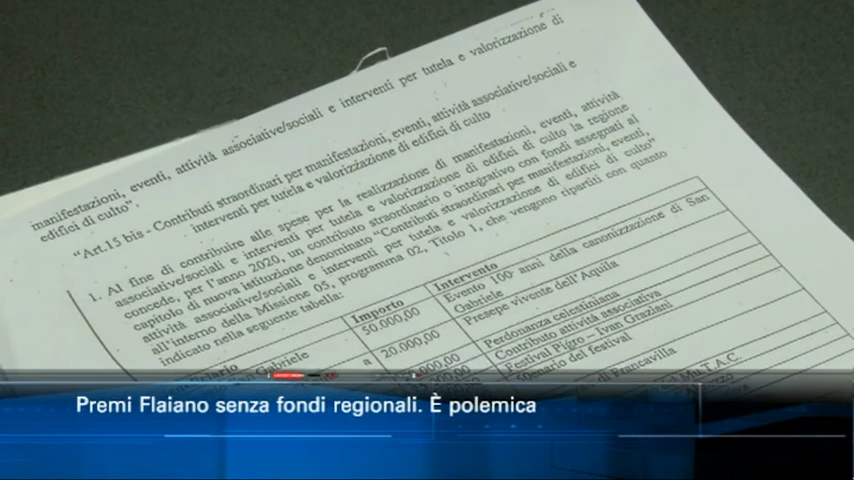 manifestazioni, eventi, attività associative/sociali e interventi per tutela e valorizzazione di
edifici di culto".
"Art.15 bis - Contributi straordinari per manifestazioni, eventi, attività associative/sociali e
interventi per tutela e valorizzazione di edifici di culto
1. Al fine di contribuire alle spese per la realizzazione di manifestazioni, eventi, attività
associative/sociali e interventi per tutela e valorizzazione di edifici di culto la regione
concede, per l'anno 2020, un contributo straordinario o integrativo con fondi assegnati al
capitolo di nuova istituzione denominato "Contributi straordinari per manifestazioni, eventi,
attività associative/sociali e interventi per tutela e valorizzazione di edifici di culto",
all'interno della Missione 05, programma 02, Titolo 1, che vengono ripartiti con quanto
indicato nella seguente tabella:
Importo Intervento
Gabriele 50.000,00 Evento 100 anni della canonizzazione di San
Gabriele
a 20.000,00 Presepe vivente dell'Aquila
Perdonanza celestiniana
Contributo attività associativa
Festival Pigro – Ivan Graziani
del festival
di Francavilla
Mu.T.A.C.
Premi Flaiano senza fondi regionali. È polemica